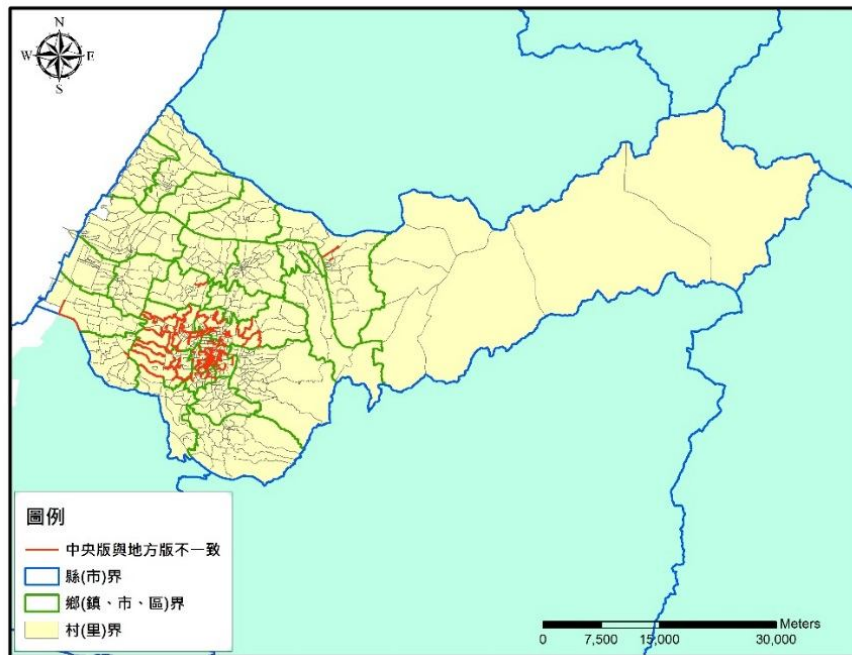 N
W E
S
圖例
中央版與地方版不一致
縣(市)界
鄉(鎮、市、區)界
村(里)界
Meters
0 7,500 15,000 30,000